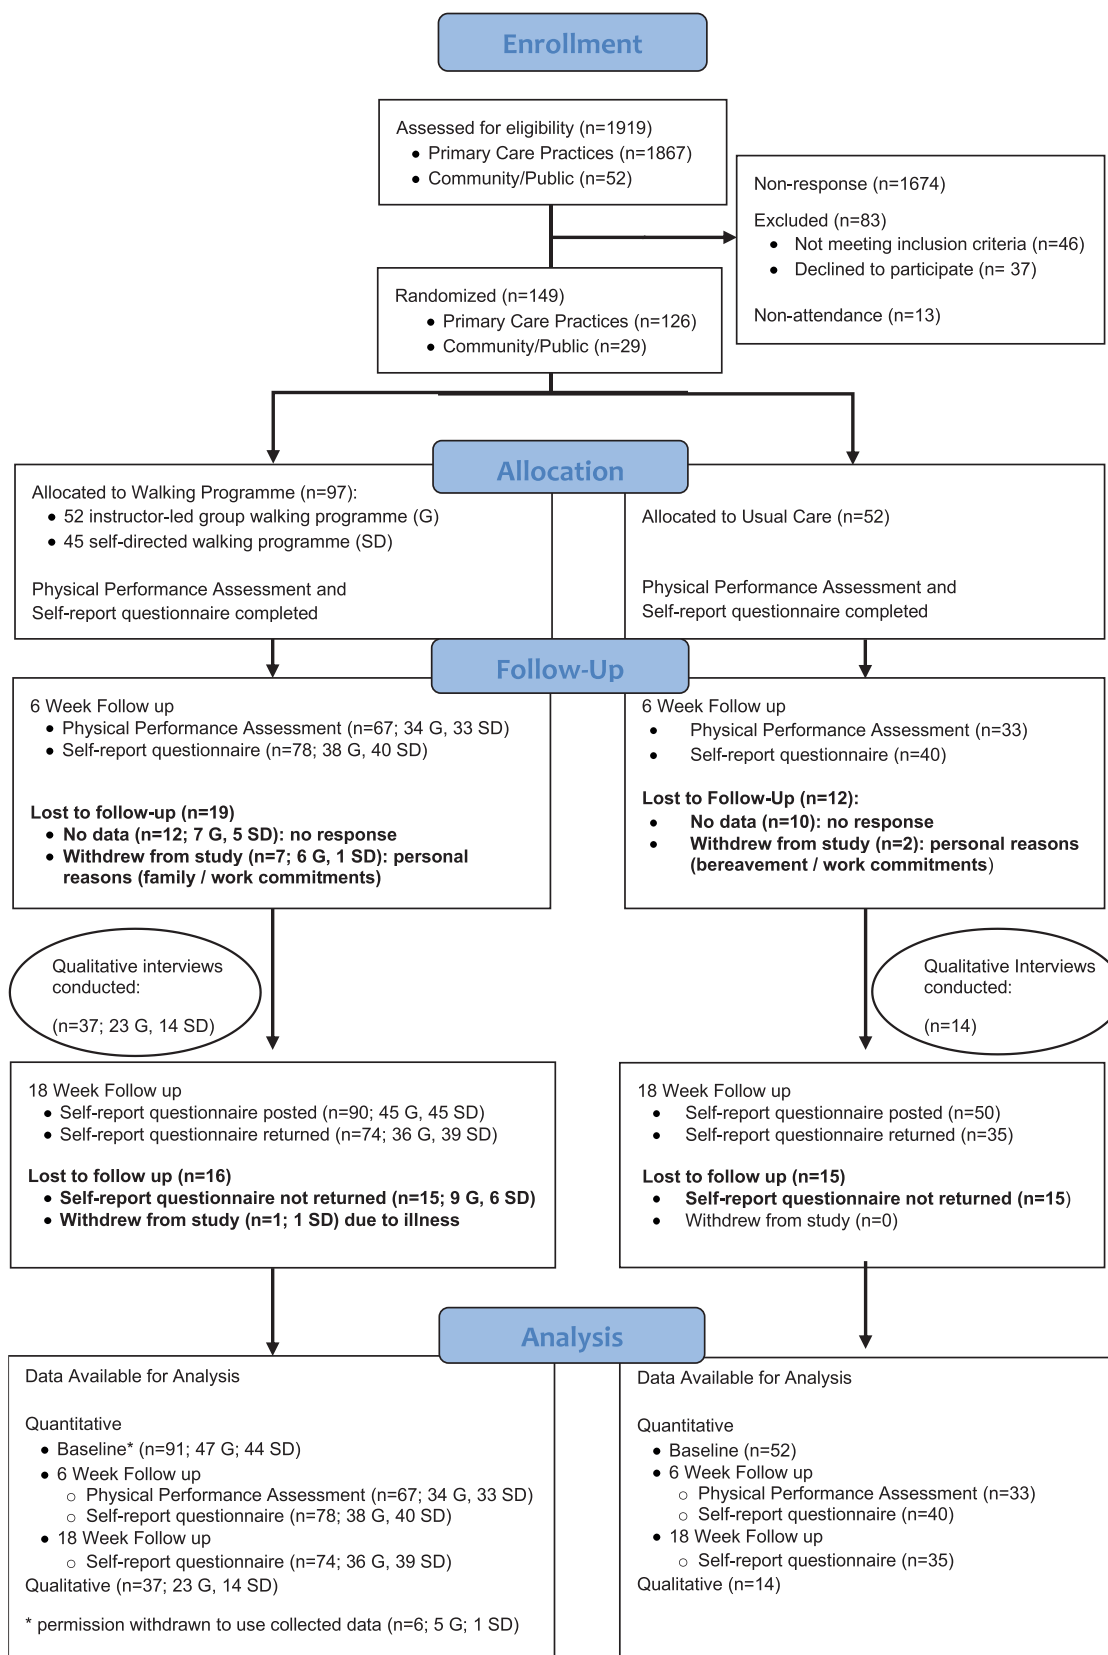 Enrollment
Assessed for eligibility (n=1919)
● Primary Care Practices (n=1867)
● Community/Public (n=52)
Non-response (n=1674)
Excluded (n=83)
● Not meeting inclusion criteria (n=46)
● Declined to participate (n= 37)
Non-attendance (n=13)
Randomized (n=149)
● Primary Care Practices (n=126)
● Community/Public (n=29)
Allocation
Allocated to Walking Programme (n=97):
● 52 instructor-led group walking programme (G)
● 45 self-directed walking programme (SD)
Physical Performance Assessment and
Self-report questionnaire completed
Allocated to Usual Care (n=52)
Physical Performance Assessment and
Self-report questionnaire completed
Follow-Up
6 Week Follow up
● Physical Performance Assessment (n=67; 34 G, 33 SD)
● Self-report questionnaire (n=78; 38 G, 40 SD)
Lost to follow-up (n=19)
● No data (n=12; 7 G, 5 SD): no response
● Withdrew from study (n=7; 6 G, 1 SD): personal
reasons (family / work commitments)
6 Week Follow up
● Physical Performance Assessment (n=33)
● Self-report questionnaire (n=40)
Lost to Follow-Up (n=12):
● No data (n=10): no response
● Withdrew from study (n=2): personal reasons
(bereavement / work commitments)
Qualitative interviews
conducted:
(n=37; 23 G, 14 SD)
Qualitative Interviews
conducted:
(n=14)
18 Week Follow up
● Self-report questionnaire posted (n=90; 45 G, 45 SD)
● Self-report questionnaire returned (n=74; 36 G, 39 SD)
Lost to follow up (n=16)
● Self-report questionnaire not returned (n=15; 9 G, 6 SD)
● Withdrew from study (n=1; 1 SD) due to illness
18 Week Follow up
● Self-report questionnaire posted (n=50)
● Self-report questionnaire returned (n=35)
Lost to follow up (n=15)
● Self-report questionnaire not returned (n=15)
● Withdrew from study (n=0)
Analysis
Data Available for Analysis
Quantitative
● Baseline* (n=91; 47 G; 44 SD)
● 6 Week Follow up
○ Physical Performance Assessment (n=67; 34 G, 33 SD)
○ Self-report questionnaire (n=78; 38 G, 40 SD)
● 18 Week Follow up
○ Self-report questionnaire (n=74; 36 G, 39 SD)
Qualitative (n=37; 23 G, 14 SD)
* permission withdrawn to use collected data (n=6; 5 G; 1 SD)
Data Available for Analysis
Quantitative
● Baseline (n=52)
● 6 Week Follow up
○ Physical Performance Assessment (n=33)
○ Self-report questionnaire (n=40)
● 18 Week Follow up
○ Self-report questionnaire (n=35)
Qualitative (n=14)